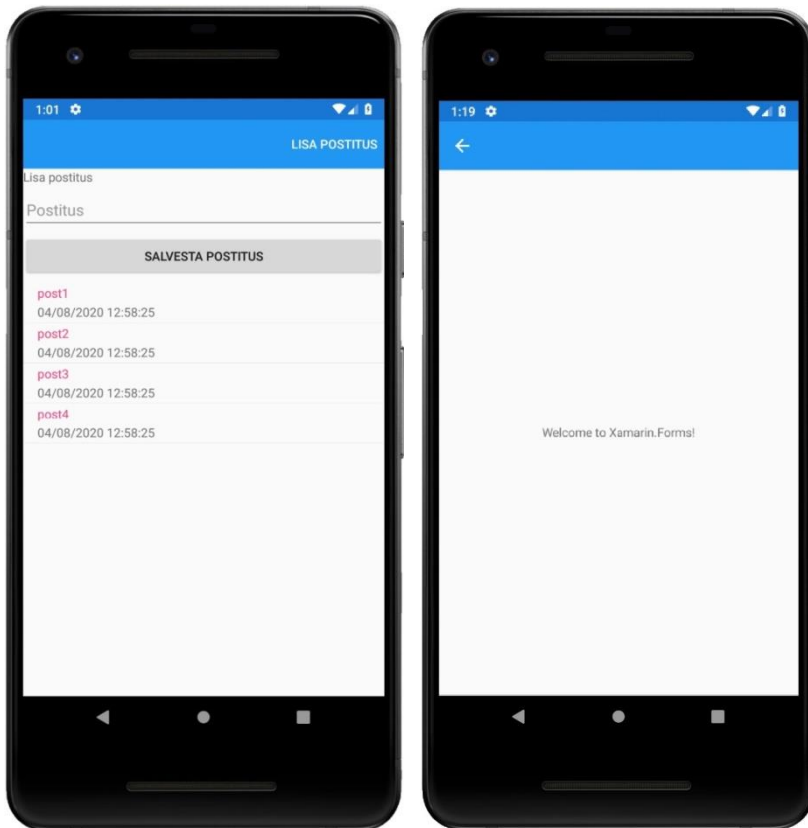 1:01
LISA POSTITUS
Lisa postitus
Postitus
SALVESTA POSTITUS
post1
04/08/2020 12:58:25
post2
04/08/2020 12:58:25
post3
04/08/2020 12:58:25
post4
04/08/2020 12:58:25
1:19
Welcome to Xamarin.Forms!